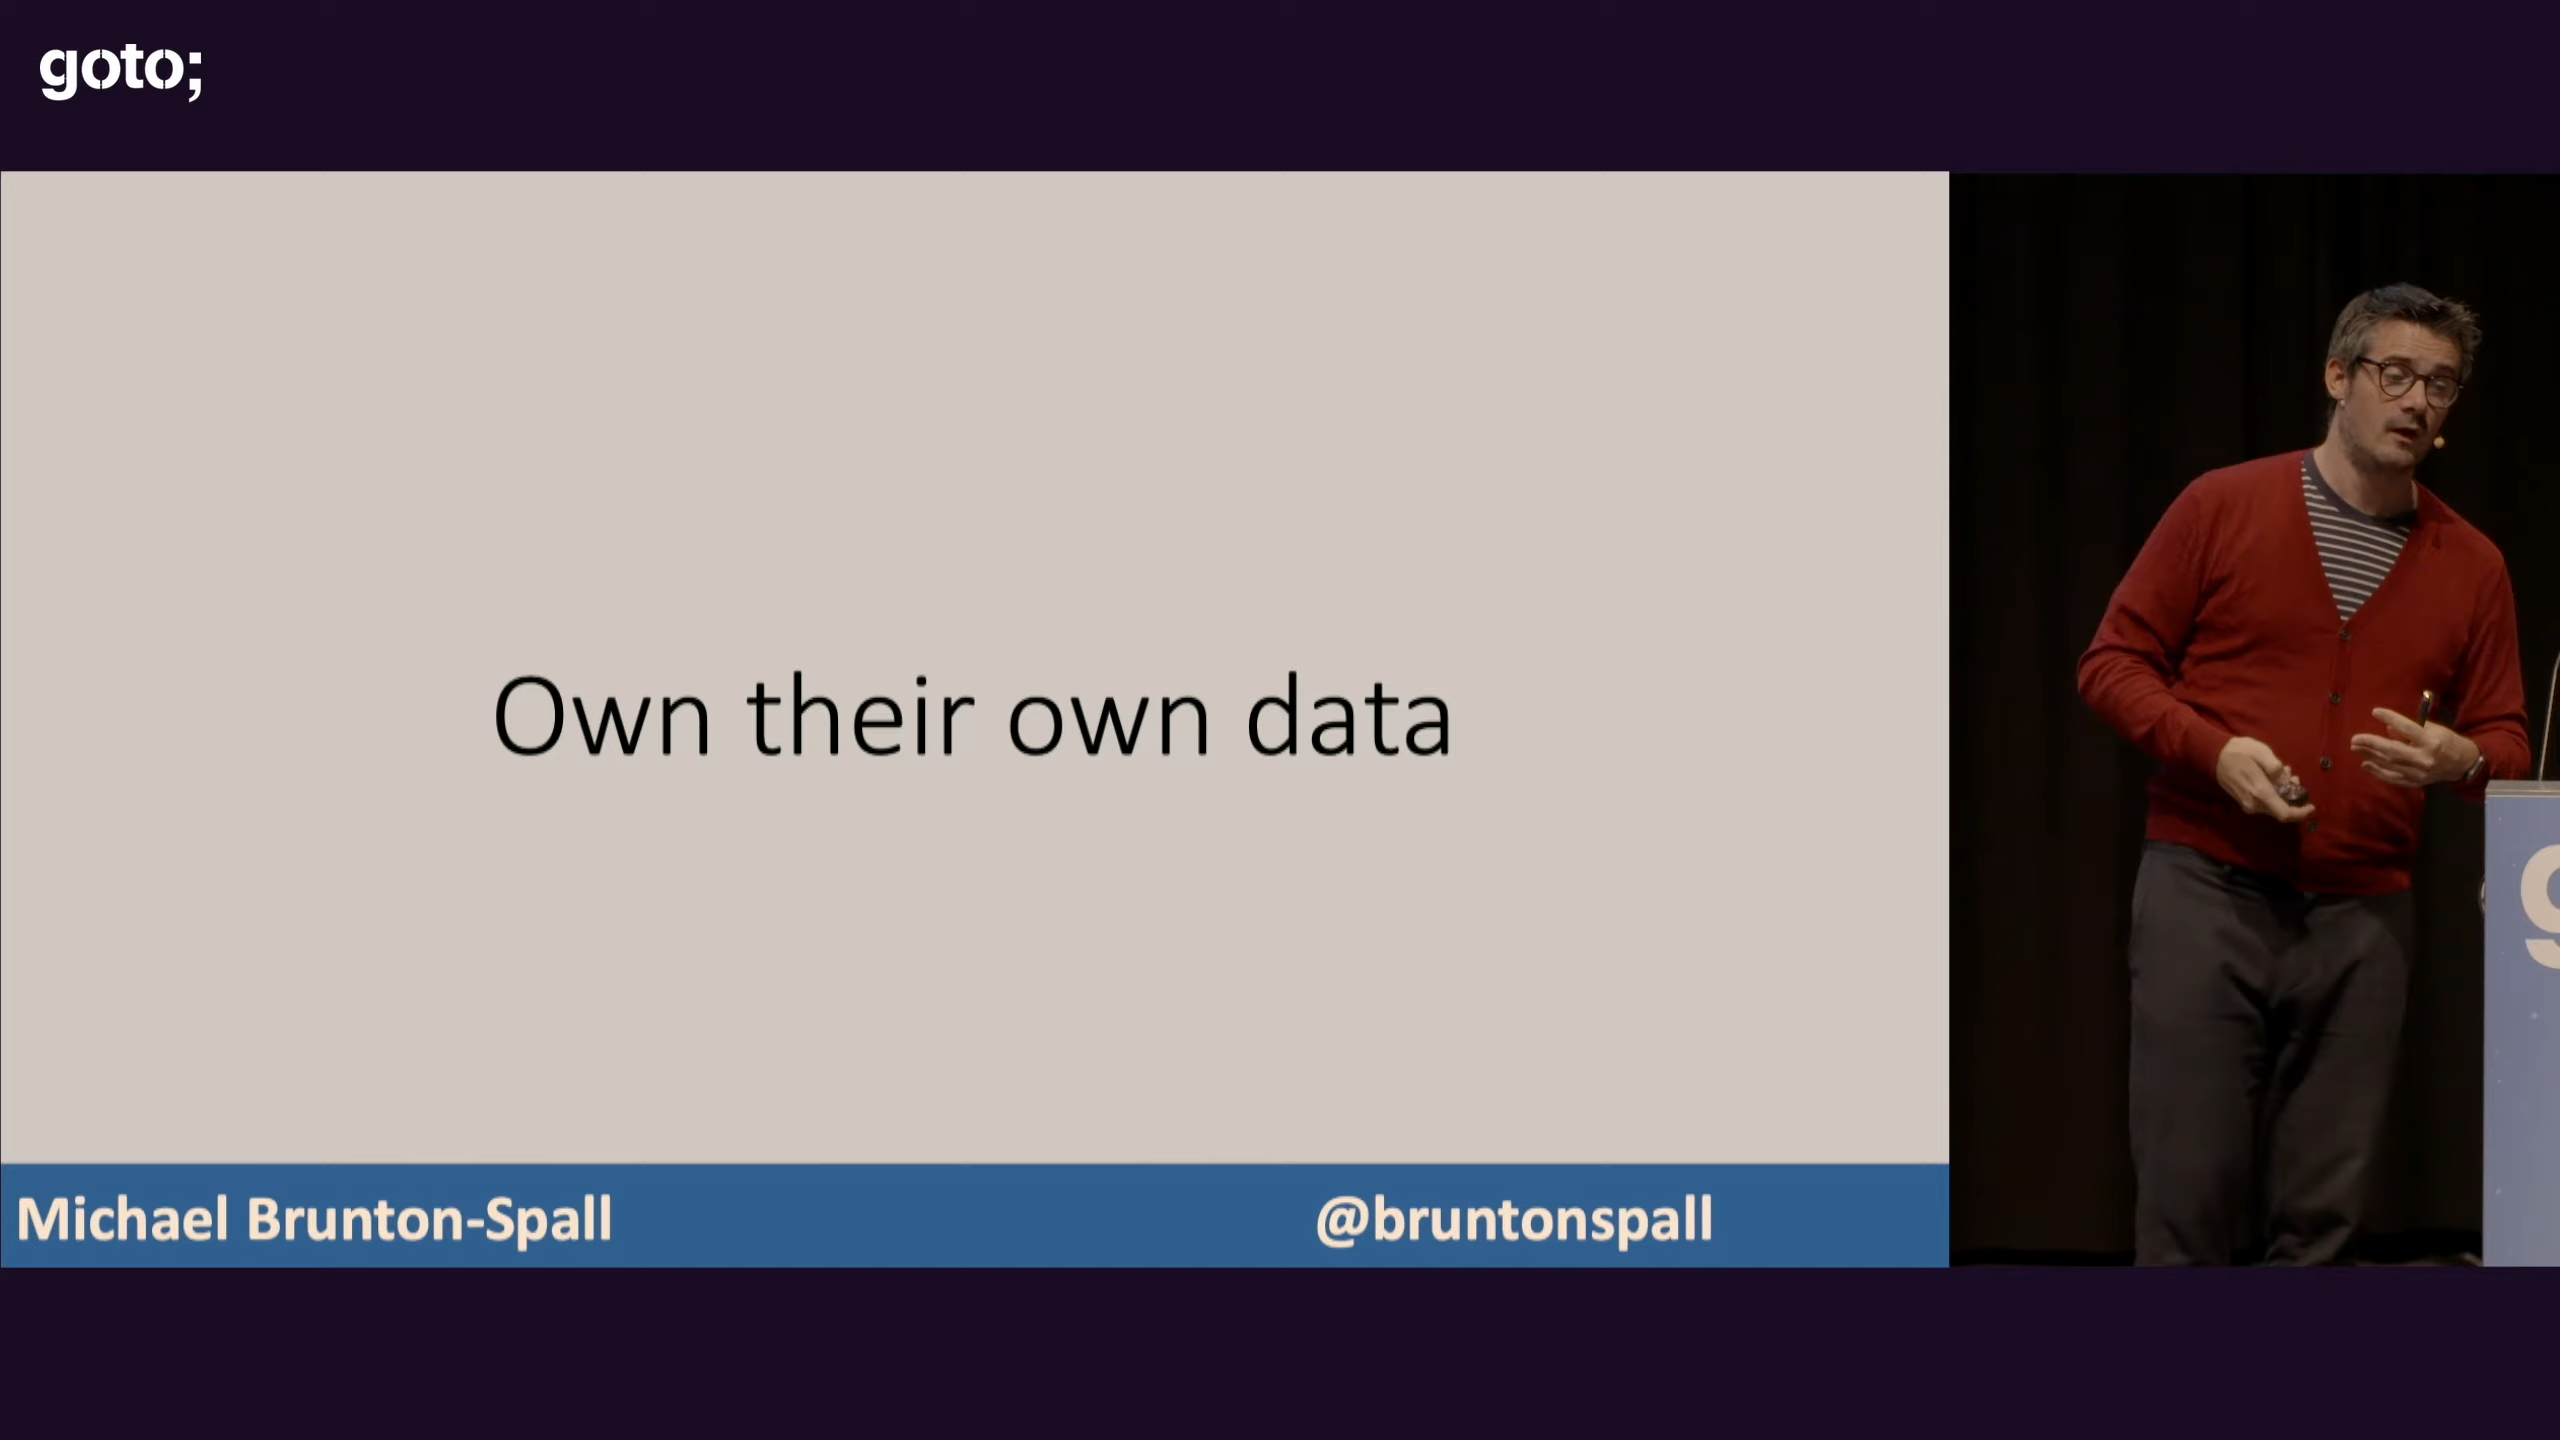 goto;
Own their own data
Michael Brunton-Spall
@bruntonspall
g